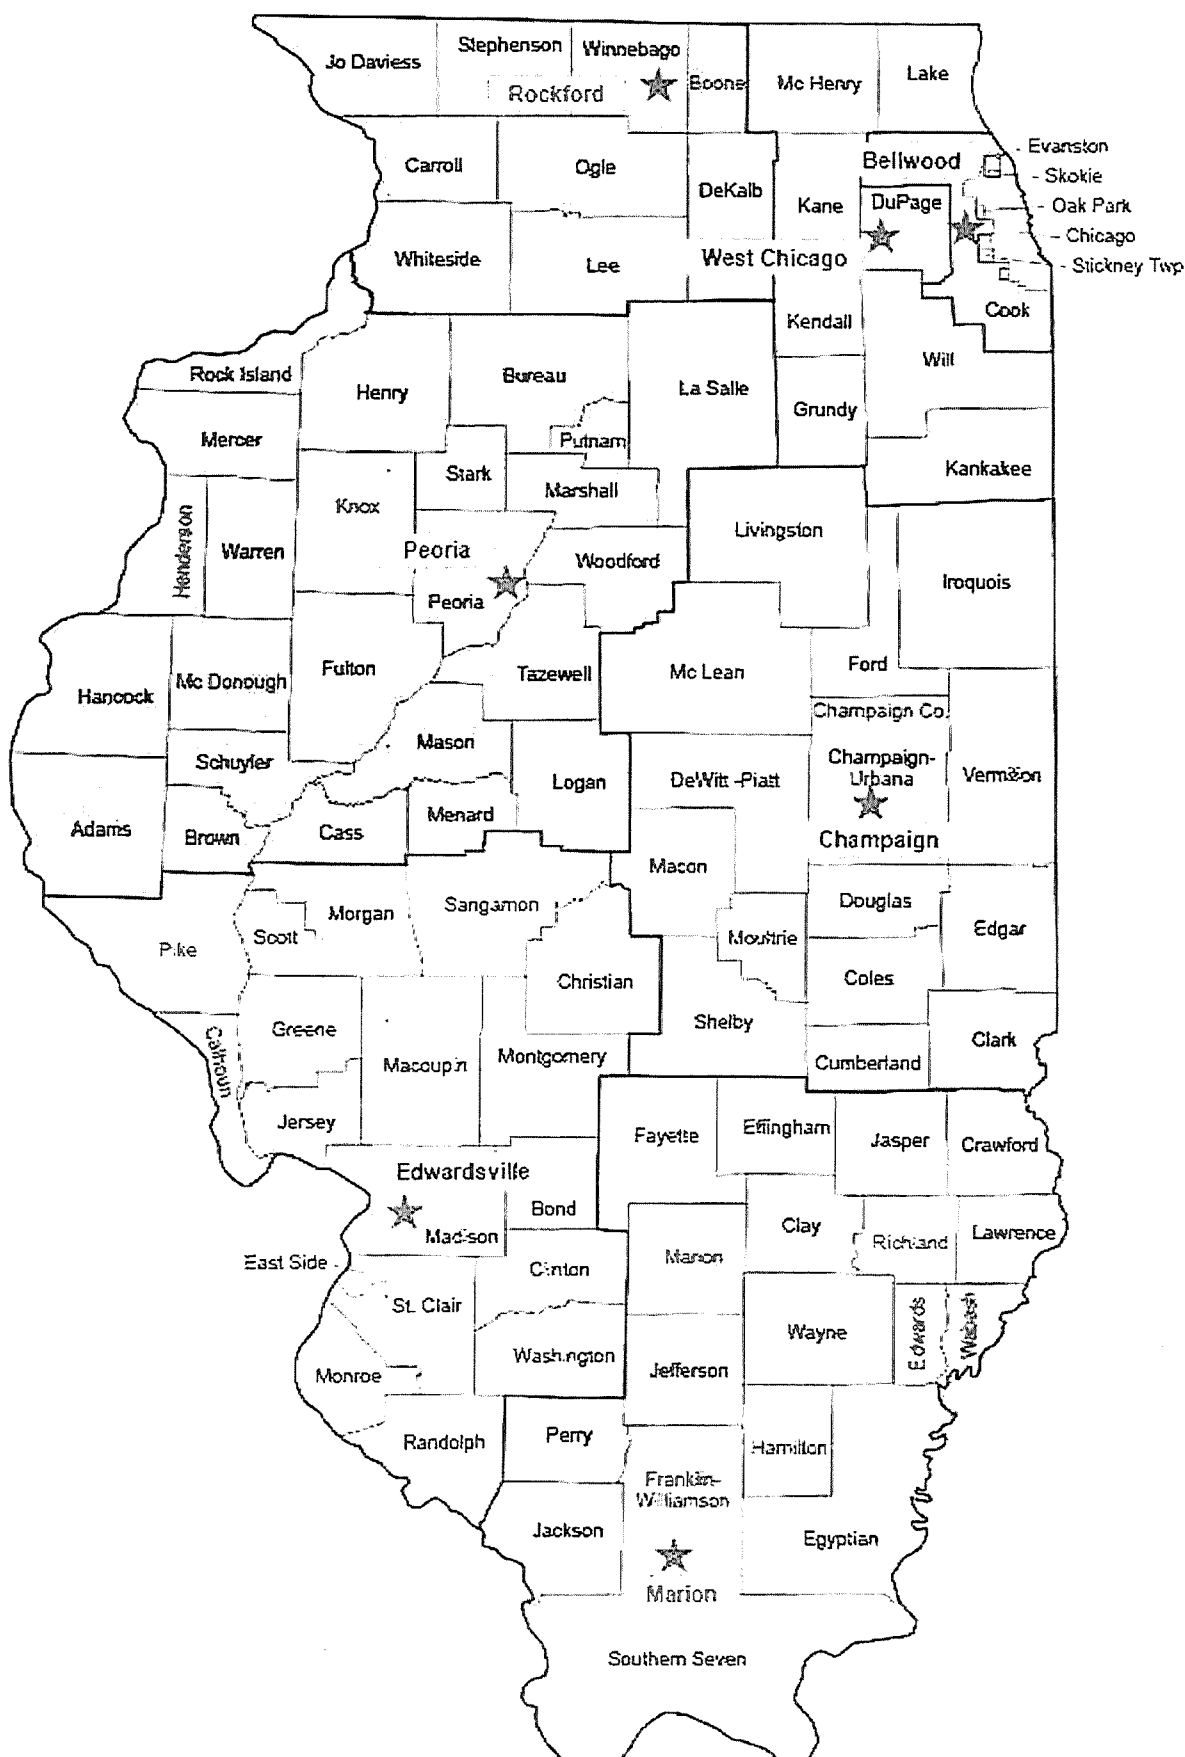 Jo Daviess
Stephenson
Winnebago
Boone
Mc Henry
Lake
Rockford
Carroll
Ogle
DeKalb
Kane
Bellwood
DuPage
Evanston
Skokie
Oak Park
Chicago
Stickney Twp
Whiteside
Lee
West Chicago
Cook
Kendall
Will
Rock Island
Henry
Bureau
La Salle
Grundy
Mercer
Putnam
Kankakee
Stark
Marshall
Knox
Henderson
Warren
Peoria
Woodford
Livingston
Iroquois
Peoria
Hancock
Mc Donough
Fulton
Tazewell
Mc Lean
Ford
Champaign Co.
Schuyler
Mason
Logan
DeWitt -Piatt
Champaign-
Urbana
Vermilion
Adams
Brown
Cass
Menard
Champaign
Macon
Pike
Scott
Morgan
Sangamon
Christian
Moultrie
Douglas
Edgar
Coles
Shelby
Calhoun
Greene
Macoupin
Montgomery
Cumberland
Clark
Jersey
Fayette
Effingham
Jasper
Crawford
Edwardsville
Madison
Bond
Clay
Richland
Lawrence
East Side
St. Clair
Clinton
Marion
Wayne
Edwards
Wabash
Monroe
Washington
Jefferson
Randolph
Perry
Hamilton
Franklin-
Williamson
Jackson
Egyptian
Marion
Southern Seven